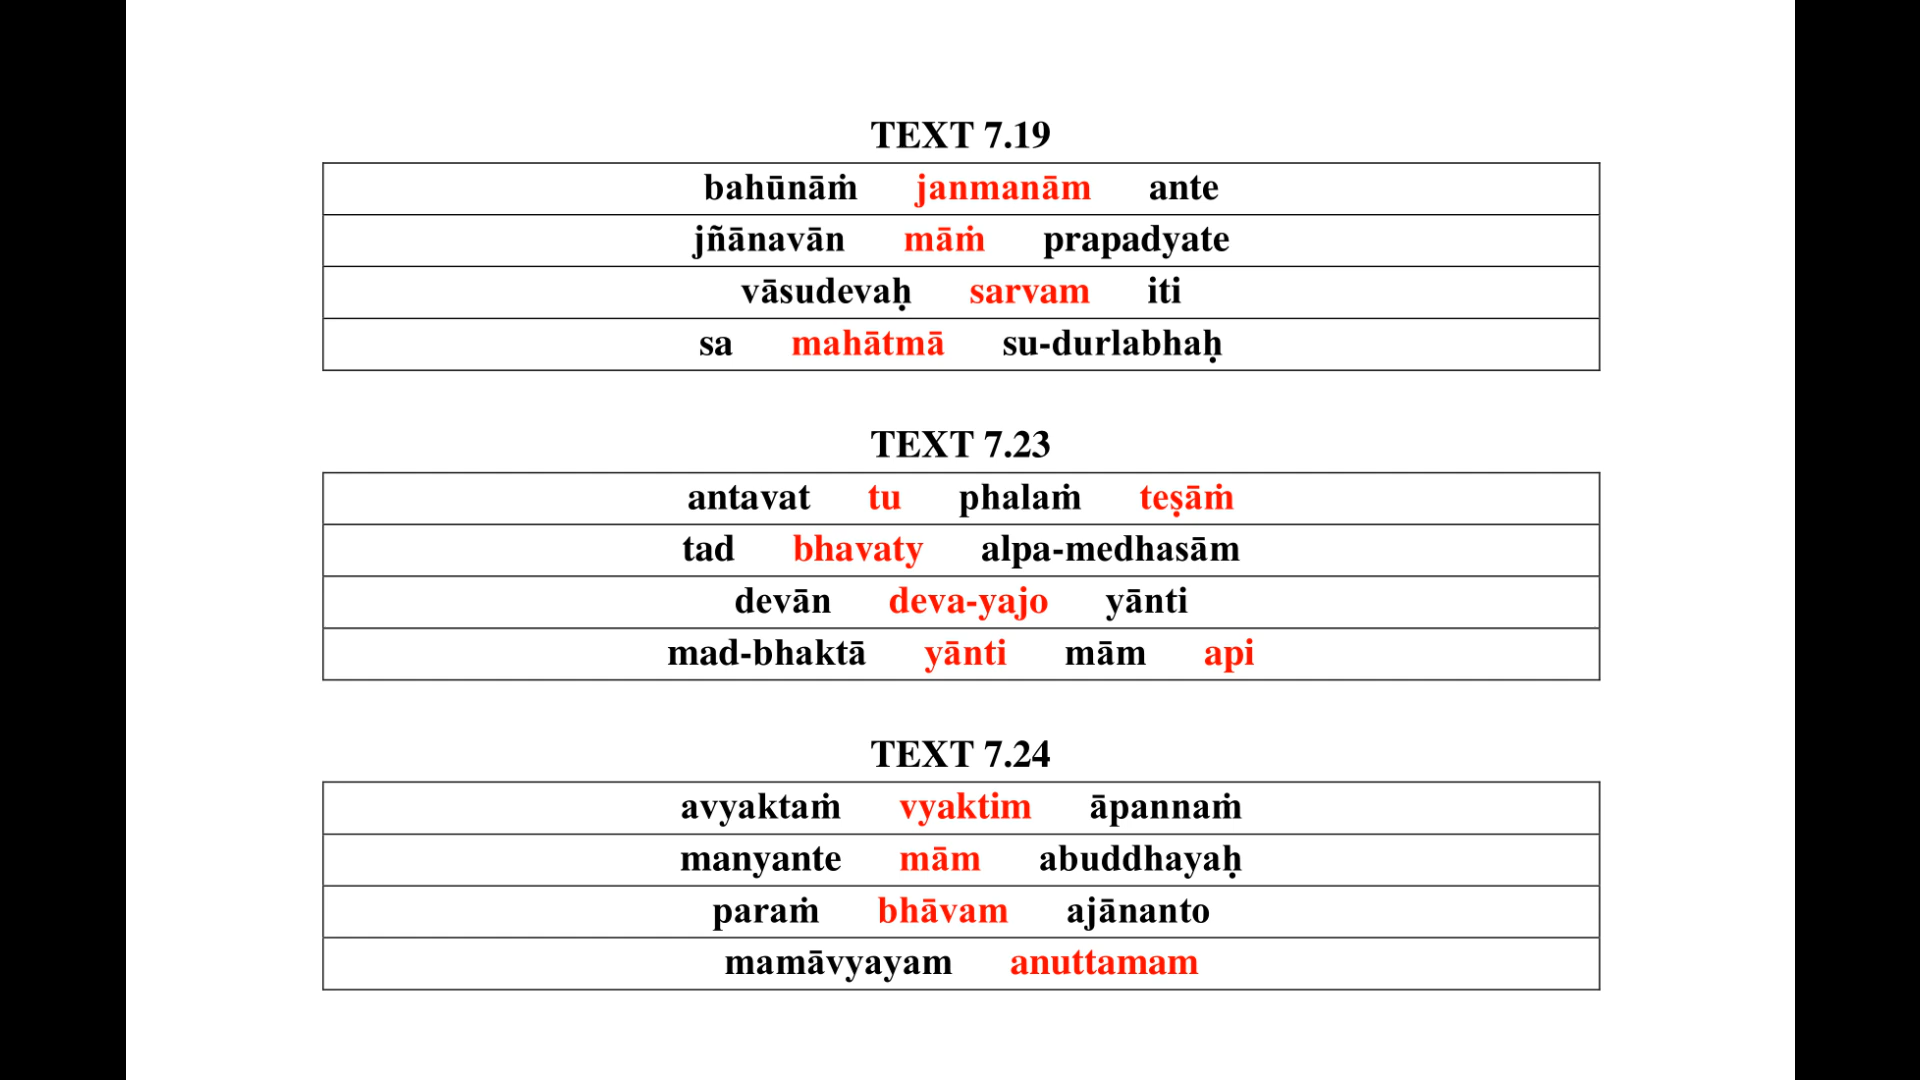 TEXT 7.19
bahūnāṁ janmanām ante
jñānavān māṁ prapadyate
vāsudevaḥ sarvam iti
sa mahātmā su-durlabhaḥ
TEXT 7.23
antavat tu phalaṁ teṣāṁ
tad bhavaty alpa-medhasām
devān deva-yajo yānti
mad-bhaktā yānti mām api
TEXT 7.24
avyaktaṁ vyaktim āpannaṁ
manyante mām abuddhayaḥ
paraṁ bhāvam ajānanto
mamāvyayam anuttamam